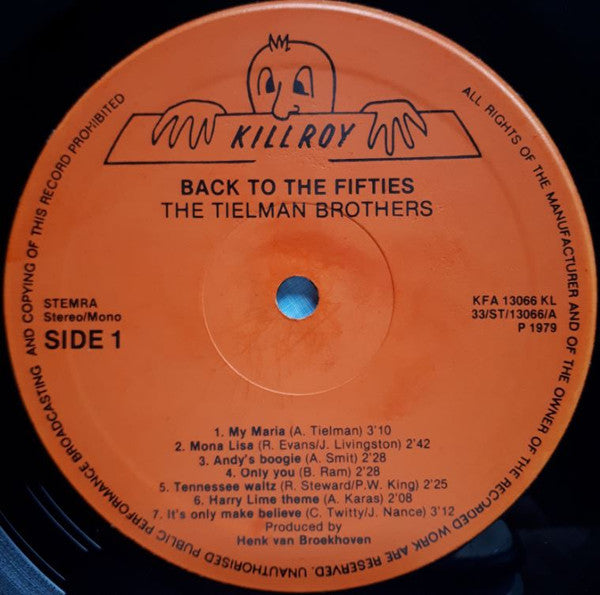 KILLROY
BACK TO THE FIFTIES
THE TIELMAN BROTHERS
STEMRA
Stereo/Mono
SIDE 1
KFA 13066 KL
33/ST/13066/A
P 1979
1. My Maria (A. Tielman) 3'10
2. Mona Lisa (R. Evans/J. Livingston) 2'42
3. Andy's boogie (A. Smit) 2'28
4. Only you (B. Ram) 2'28
5. Tennessee waltz (R. Steward/P.W. King) 2'25
6. Harry Lime theme (A. Karas) 2'08
7. It's only make believe (C. Twitty/J. Nance) 3'12
Produced by
Henk van Broekhoven
ALL RIGHTS OF THE MANUFACTURER AND OF THE OWNER OF THE RECORDED WORK ARE RESERVED. UNAUTHORISED PUBLIC PERFORMANCE BROADCASTING AND COPYING OF THIS RECORD PROHIBITED